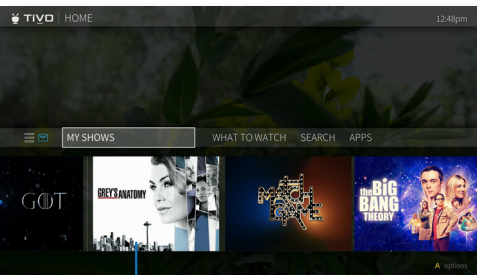 TIVO HOME 12:48pm
MY SHOWS WHAT TO WATCH SEARCH APPS
GOT
GREY'S ANATOMY
MATCH GAME
the BiG BANG THEORY
A options